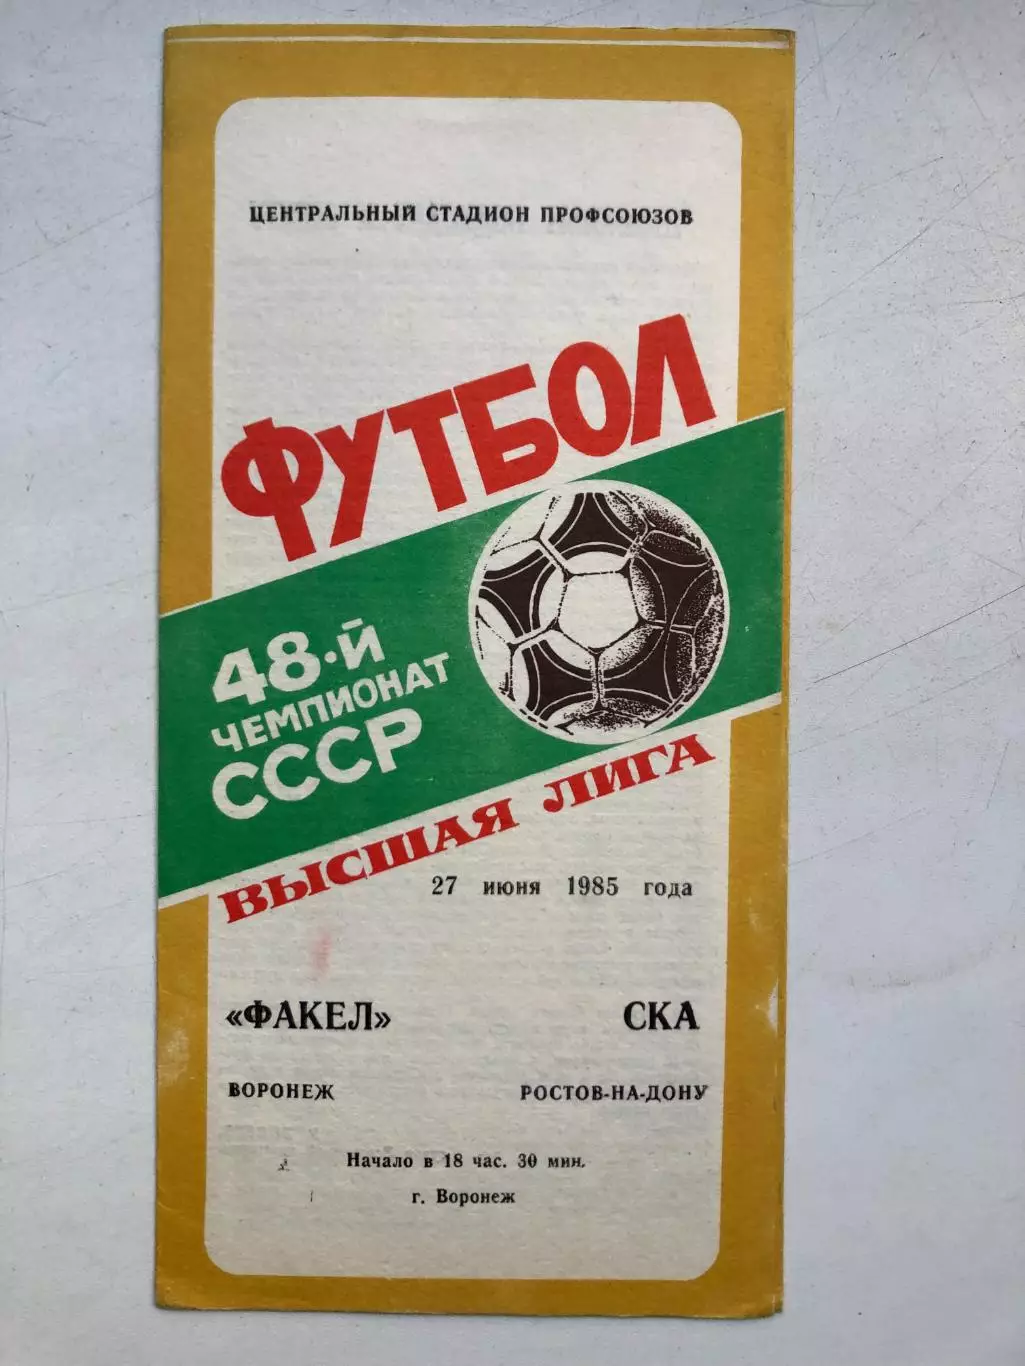 ЦЕНТРАЛЬНЫЙ СТАДИОН ПРОФСОЮЗОВ
ФУТБОЛ
48-й
ЧЕМПИОНАТ
СССР
ВЫСШАЯ ЛИГА
27 июня 1985 года
«ФАКЕЛ» СКА
ВОРОНЕЖ РОСТОВ-НА-ДОНУ
Начало в 18 час. 30 мин.
г. Воронеж